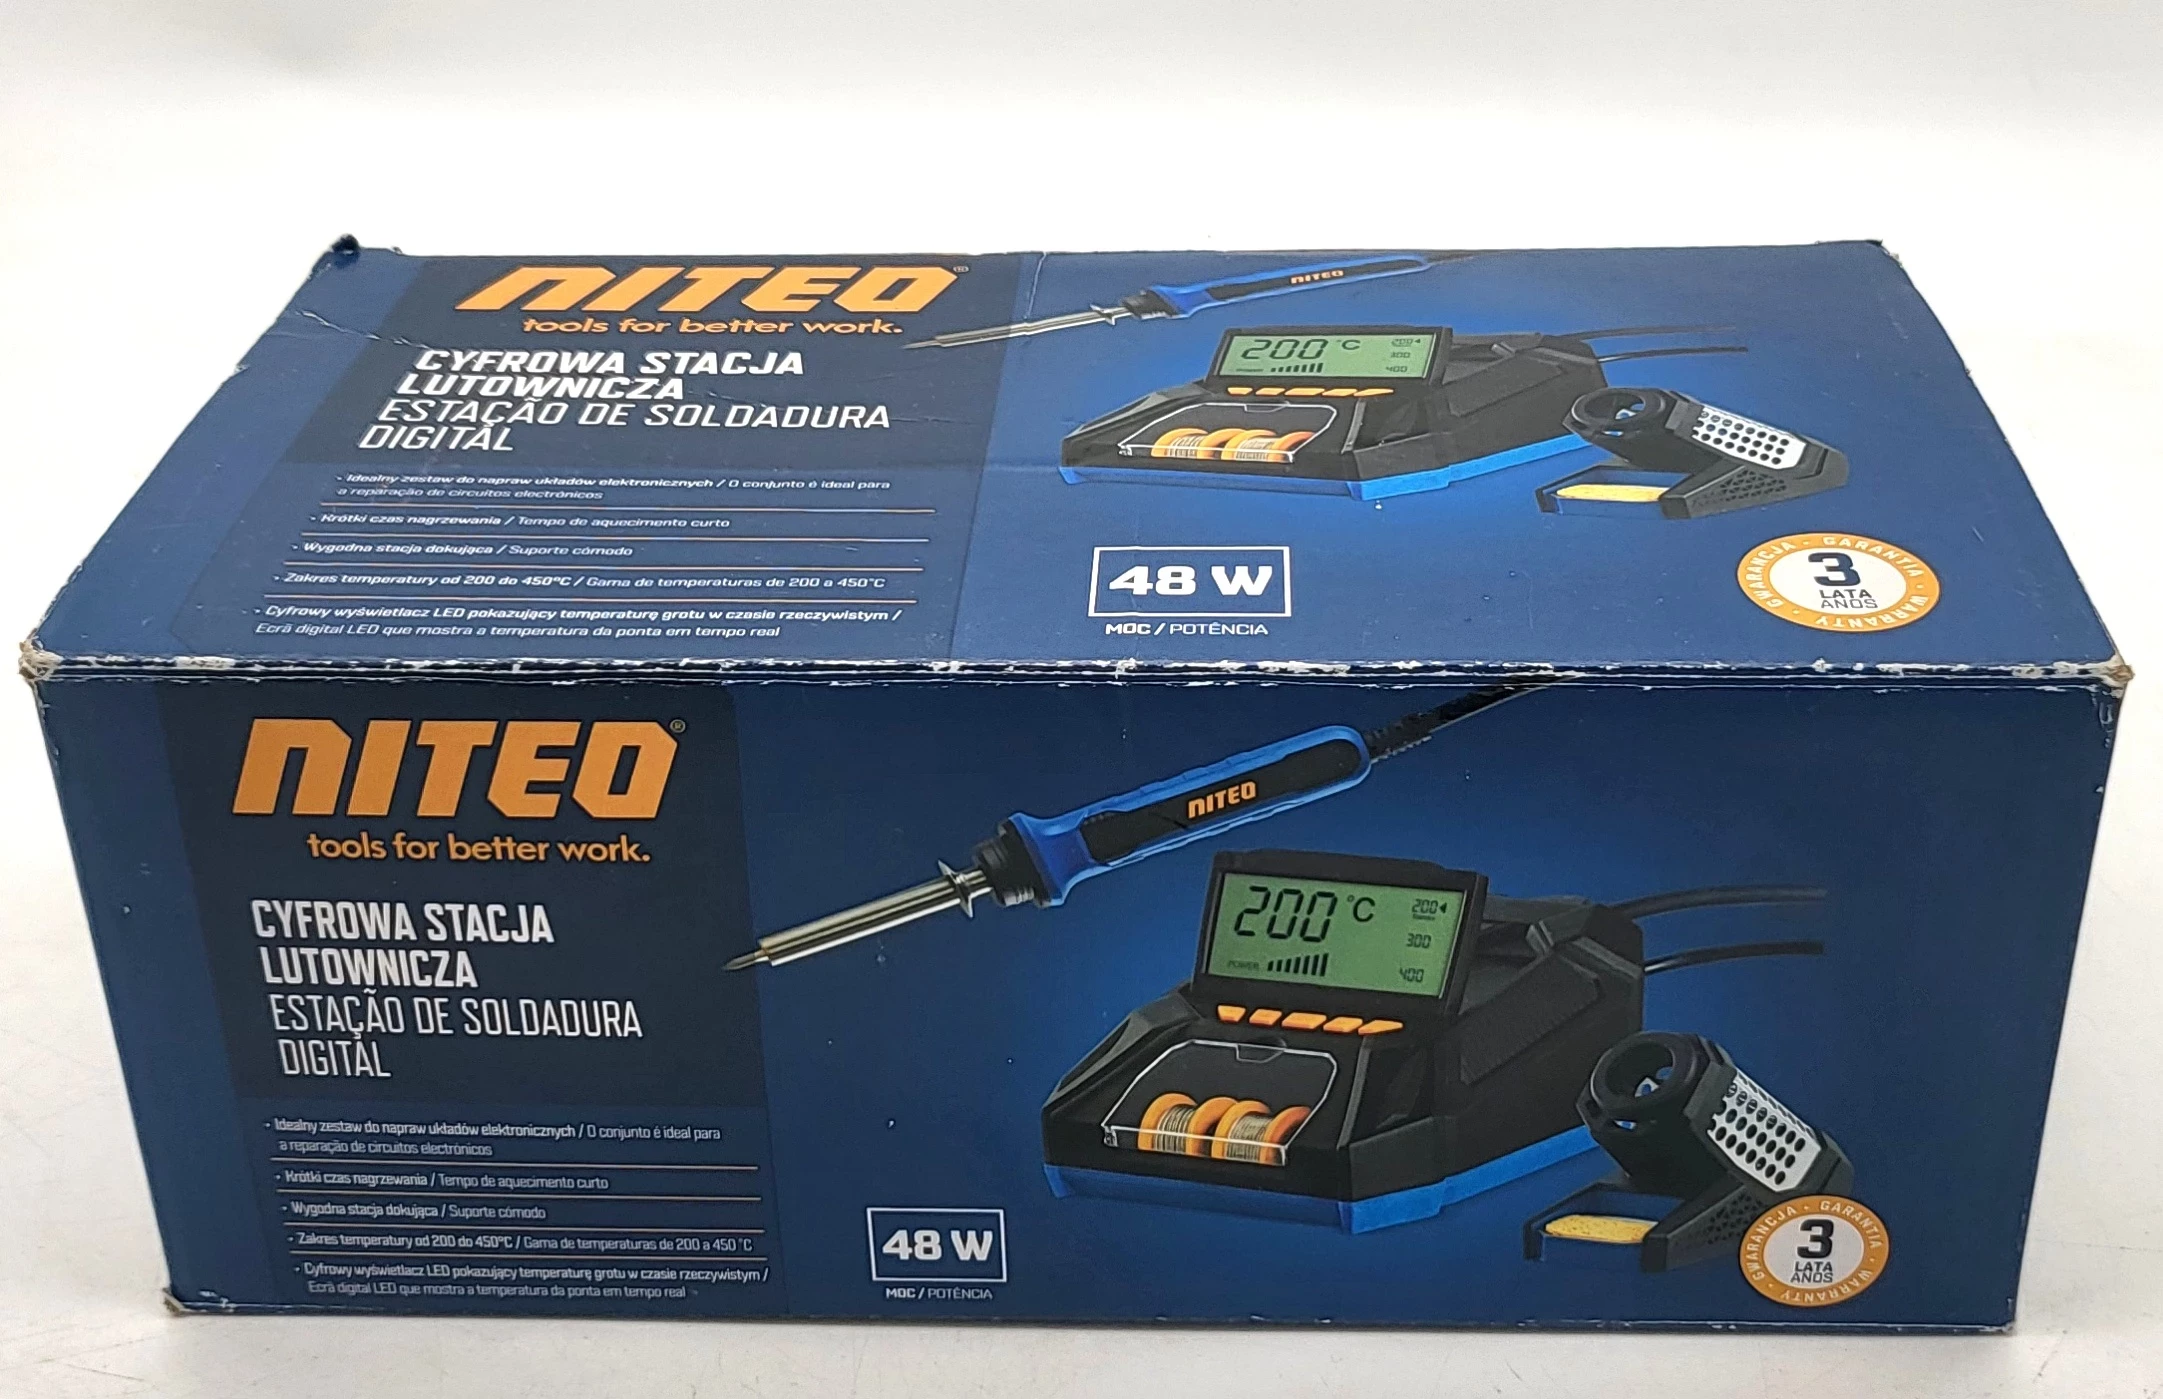 NITEO®
tools for better work.
CYFROWA STACJA
LUTOWNICZA
ESTAÇÃO DE SOLDADURA
DIGITAL
- Idealny zestaw do napraw układów elektronicznych / O conjunto é ideal para
a reparação de circuitos electrónicos
- Krótki czas nagrzewania / Tempo de aquecimento curto
- Wygodna stacja dokująca / Suporte cómodo
- Zakres temperatury od 200 do 450°C / Gama de temperaturas de 200 a 450°C
- Cyfrowy wyświetlacz LED pokazujący temperaturę grotu w czasie rzeczywistym /
Ecrã digital LED que mostra a temperatura da ponta em tempo real
NITEO
200 °C
200
300
400
48 W
MOC / POTÊNCIA
GWARANCJA · GARANTIA · WARRANTY
3
LATA
ANOS
NITEO®
tools for better work.
CYFROWA STACJA
LUTOWNICZA
ESTAÇÃO DE SOLDADURA
DIGITAL
- Idealny zestaw do napraw układów elektronicznych / O conjunto é ideal para
a reparação de circuitos electrónicos
- Krótki czas nagrzewania / Tempo de aquecimento curto
- Wygodna stacja dokująca / Suporte cómodo
- Zakres temperatury od 200 do 450°C / Gama de temperaturas de 200 a 450°C
- Cyfrowy wyświetlacz LED pokazujący temperaturę grotu w czasie rzeczywistym /
Ecrã digital LED que mostra a temperatura da ponta em tempo real
NITEO
200 °C
200
300
POWER
400
48 W
MOC / POTÊNCIA
GWARANCJA · GARANTIA · WARRANTY
3
LATA
ANOS